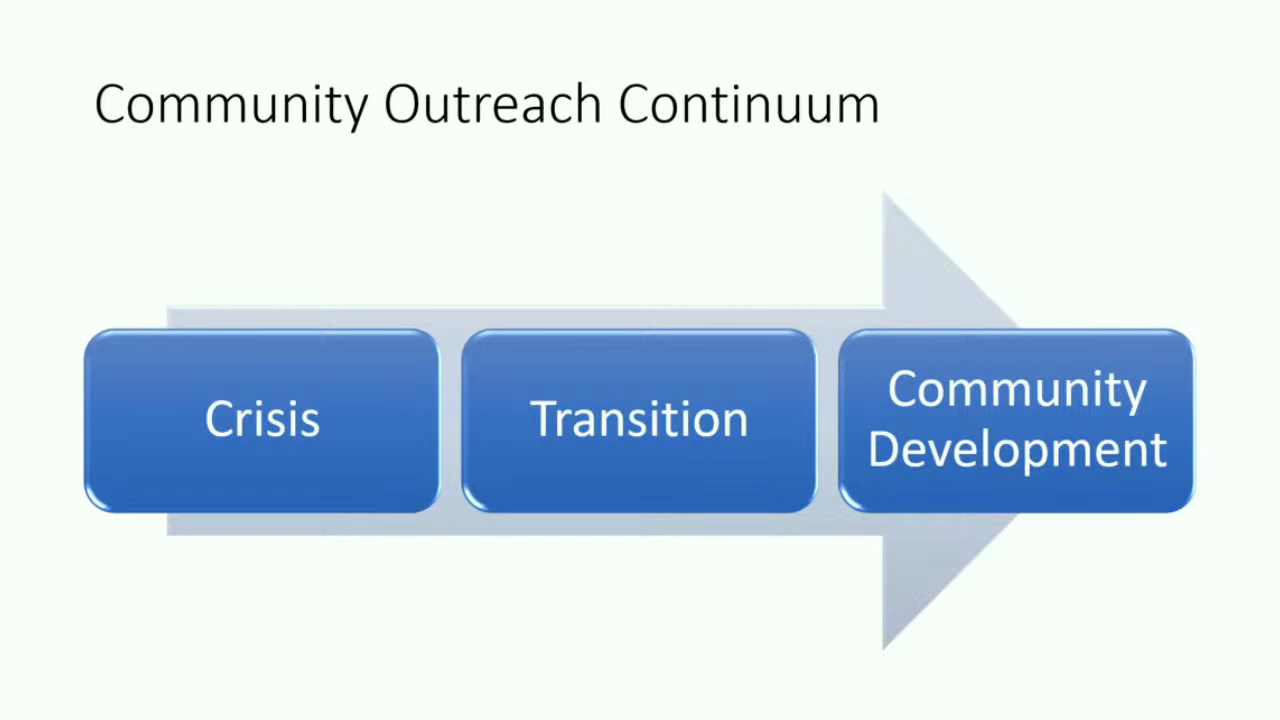 Community Outreach Continuum
Crisis
Transition
Community
Development